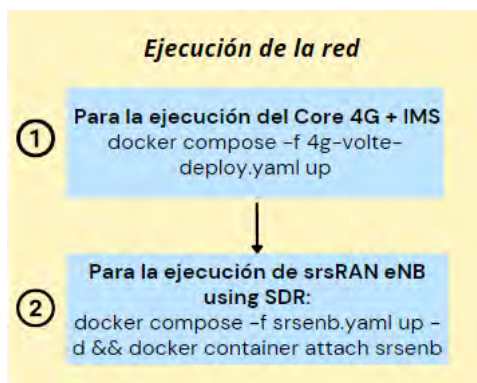 Ejecución de la red
1
Para la ejecución del Core 4G + IMS
docker compose -f 4g-volte-
deploy.yaml up
2
Para la ejecución de srsRAN eNB
using SDR:
docker compose -f srsenb.yaml up -
d && docker container attach srsenb